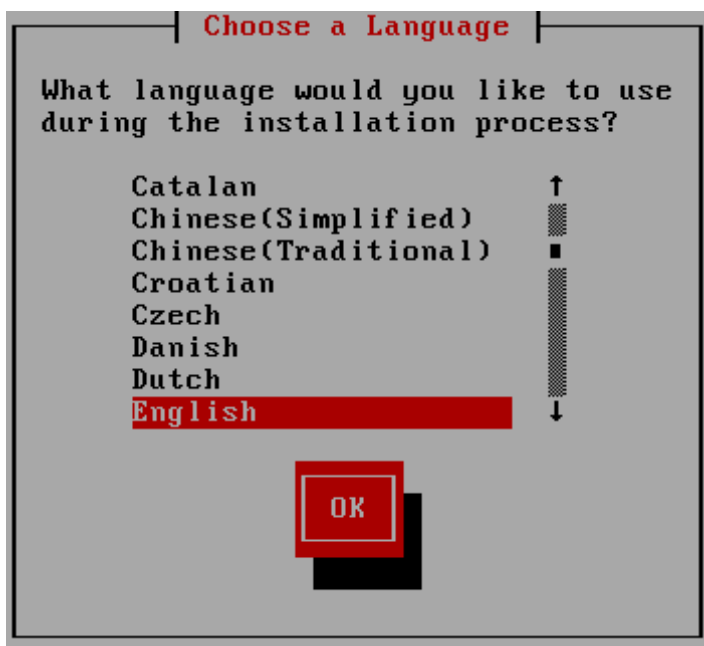 Choose a Language
What language would you like to use
during the installation process?
Catalan
Chinese(Simplified)
Chinese(Traditional)
Croatian
Czech
Danish
Dutch
English
OK